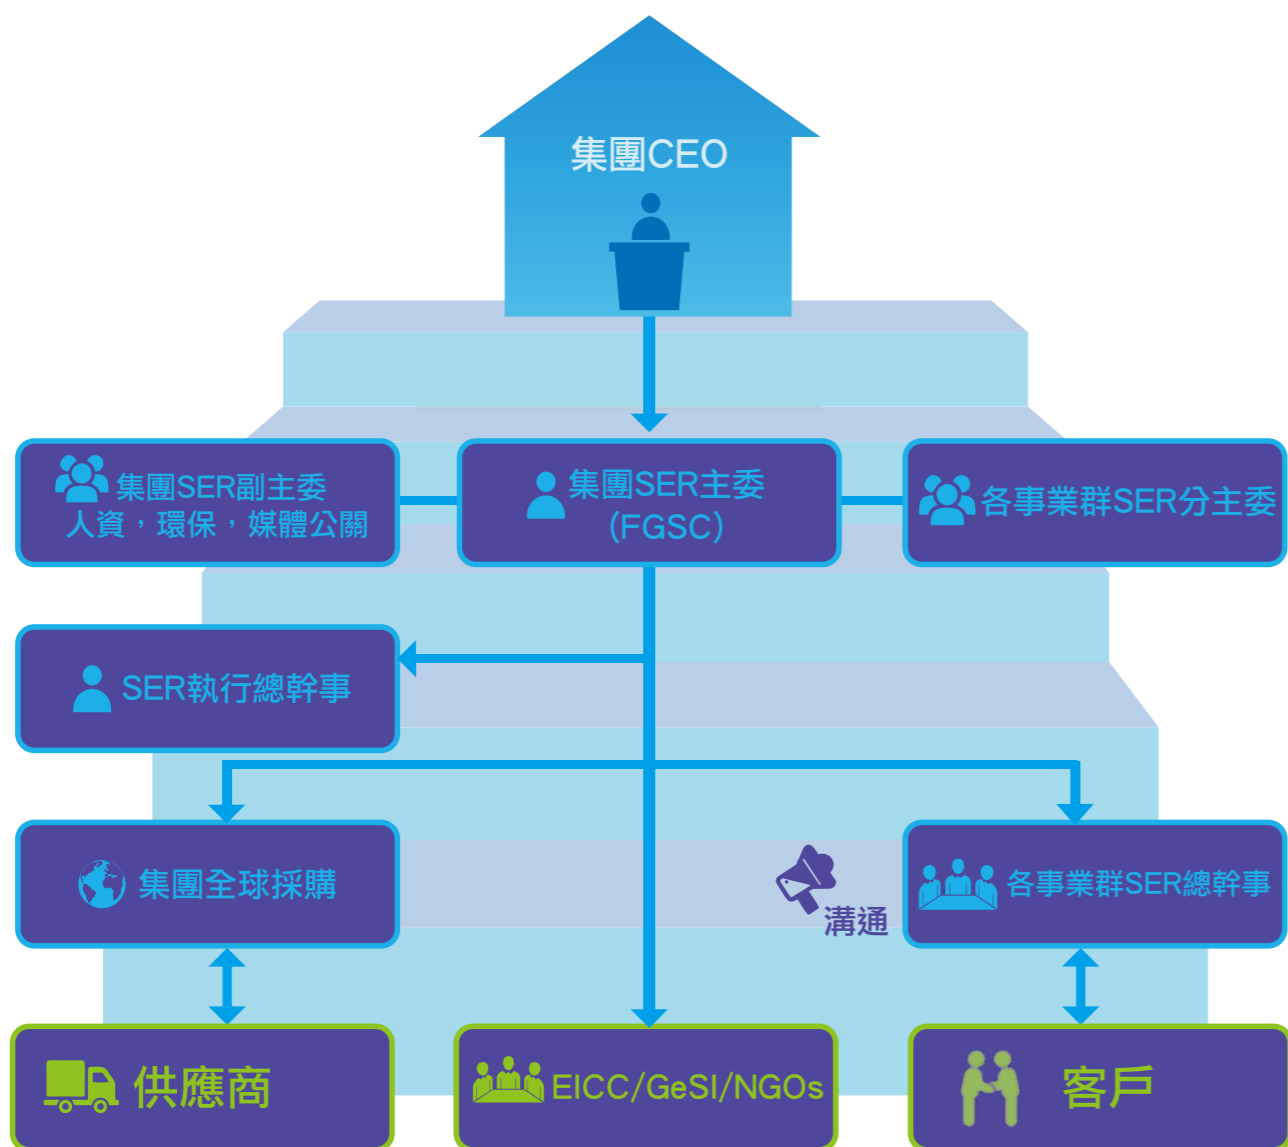 集團CEO
集團SER副主委
人資，環保，媒體公關
集團SER主委
(FGSC)
各事業群SER分主委
SER執行總幹事
集團全球採購
溝通
各事業群SER總幹事
供應商
EICC/GeSI/NGOs
客戶